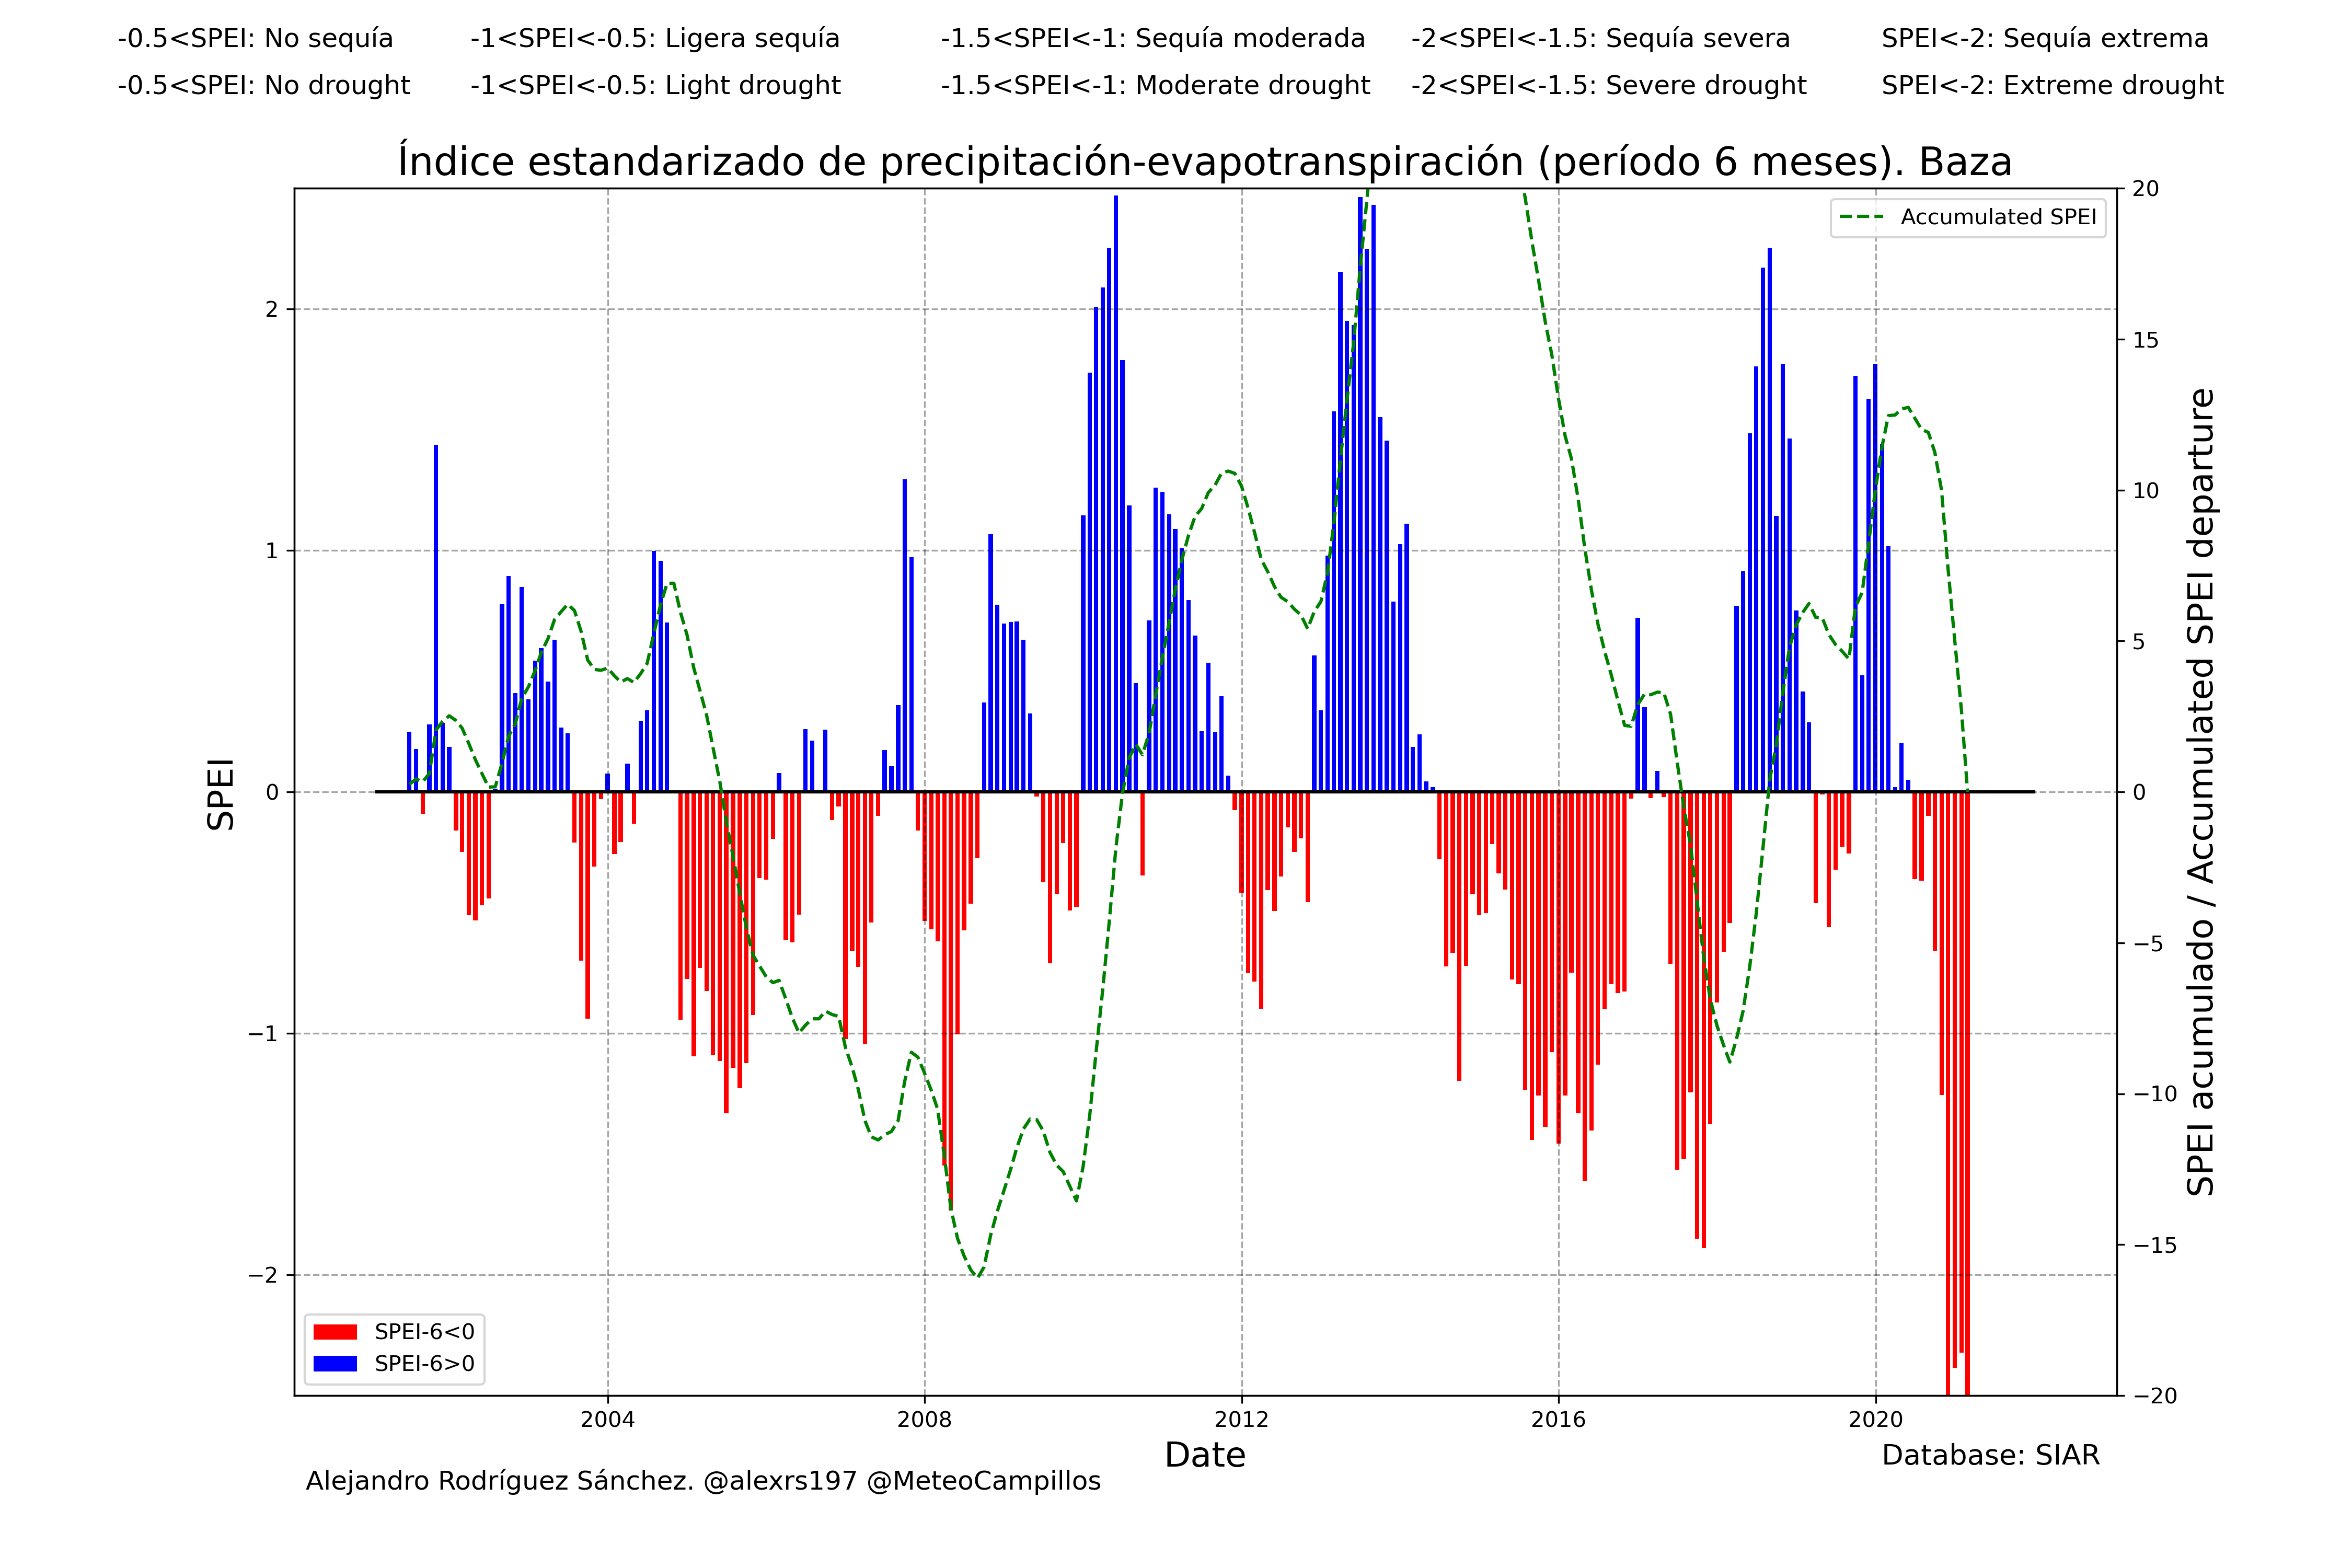 -0.5<SPEI: No sequía -1<SPEI<-0.5: Ligera sequía -1.5<SPEI<-1: Sequía moderada -2<SPEI<-1.5: Sequía severa SPEI<-2: Sequía extrema
-0.5<SPEI: No drought -1<SPEI<-0.5: Light drought -1.5<SPEI<-1: Moderate drought -2<SPEI<-1.5: Severe drought SPEI<-2: Extreme drought
Índice estandarizado de precipitación-evapotranspiración (período 6 meses). Baza
Accumulated SPEI
SPEI
2
1
0
−1
−2
20
15
10
5
0
−5
−10
−15
−20
SPEI acumulado / Accumulated SPEI departure
SPEI-6<0
SPEI-6>0
2004 2008 2012 2016 2020
Date
Database: SIAR
Alejandro Rodríguez Sánchez. @alexrs197 @MeteoCampillos